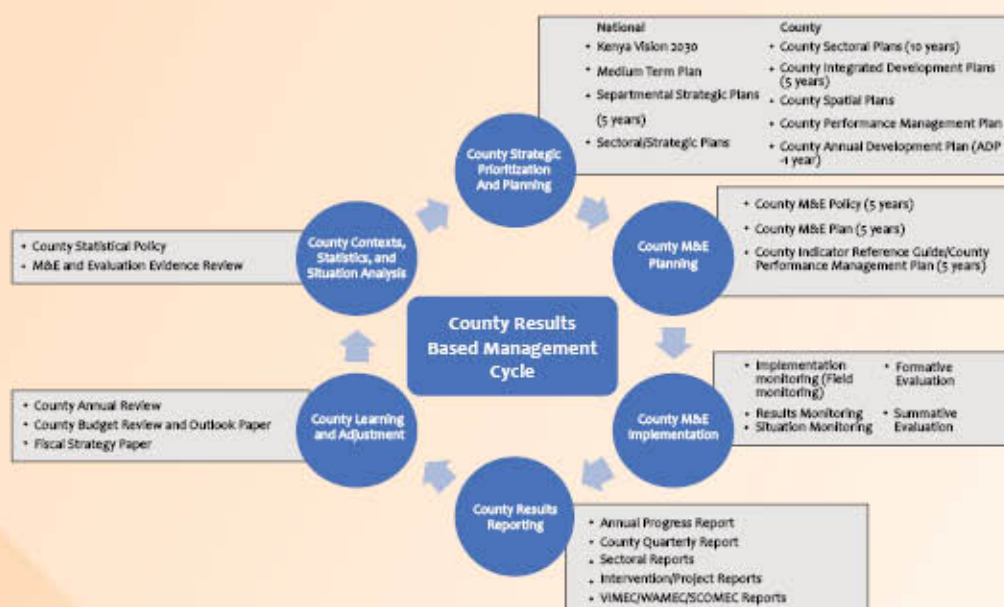 National
• Kenya Vision 2030
• Medium Term Plan
• Separtmental Strategic Plans
(5 years)
• Sectoral/Strategic Plans
County
• County Sectoral Plans (10 years)
• County Integrated Development Plans
(5 years)
• County Spatial Plans
• County Performance Management Plan
• County Annual Development Plan (ADP
-1 year)
County Strategic
Prioritization
And Planning
• County M&E Policy (5 years)
• County M&E Plan (5 years)
• County Indicator Reference Guide/County
Performance Management Plan (5 years)
County M&E
Planning
• Implementation
monitoring (Field
monitoring)
• Results Monitoring
• Situation Monitoring
• Formative
Evaluation
• Summative
Evaluation
County M&E
Implementation
• Annual Progress Report
• County Quarterly Report
• Sectoral Reports
• Intervention/Project Reports
• VIMEC/WAMEC/SCOMEC Reports
County Results
Reporting
• County Annual Review
• County Budget Review and Outlook Paper
• Fiscal Strategy Paper
County Learning
and Adjustment
• County Statistical Policy
• M&E and Evaluation Evidence Review
County Contexts,
Statistics, and
Situation Analysis
County Results
Based Management
Cycle